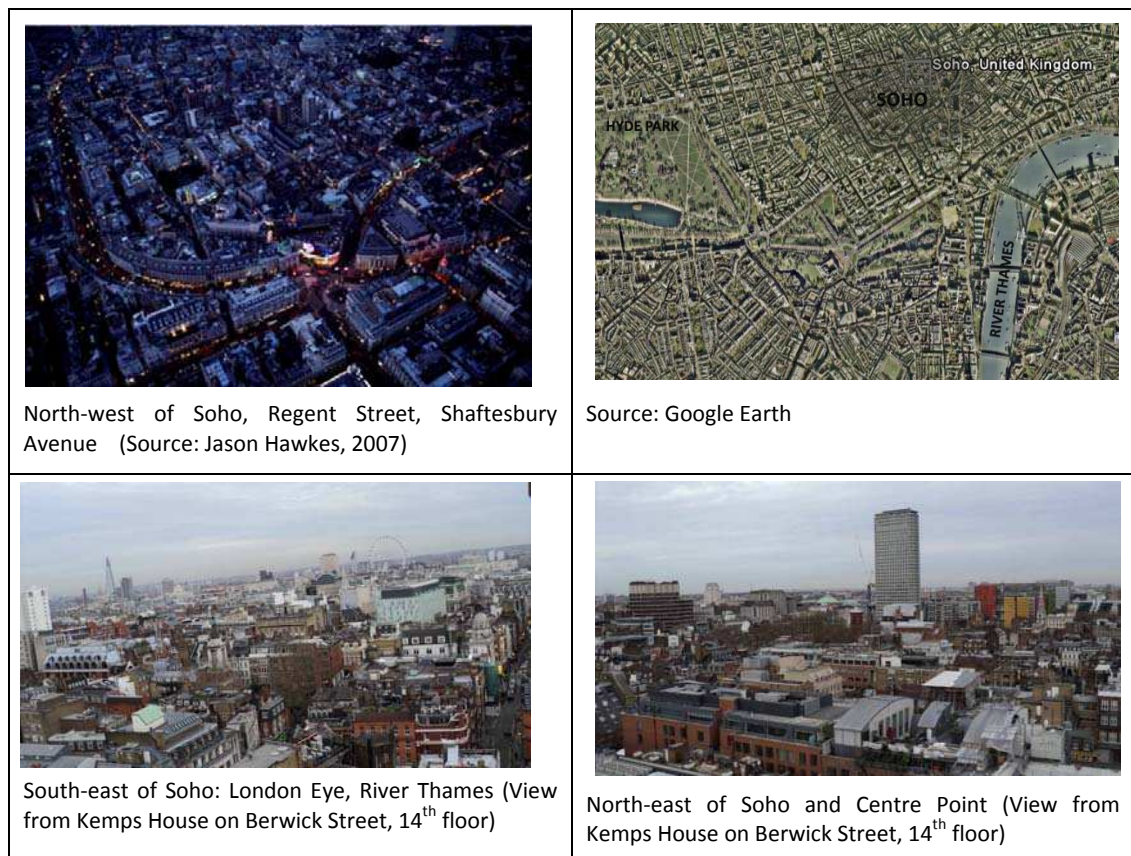 Soho, United Kingdom
SOHO
HYDE PARK
RIVER THAMES
North-west of Soho, Regent Street, Shaftesbury
Avenue (Source: Jason Hawkes, 2007)
Source: Google Earth
South-east of Soho: London Eye, River Thames (View
from Kemps House on Berwick Street, 14th floor)
North-east of Soho and Centre Point (View from
Kemps House on Berwick Street, 14th floor)